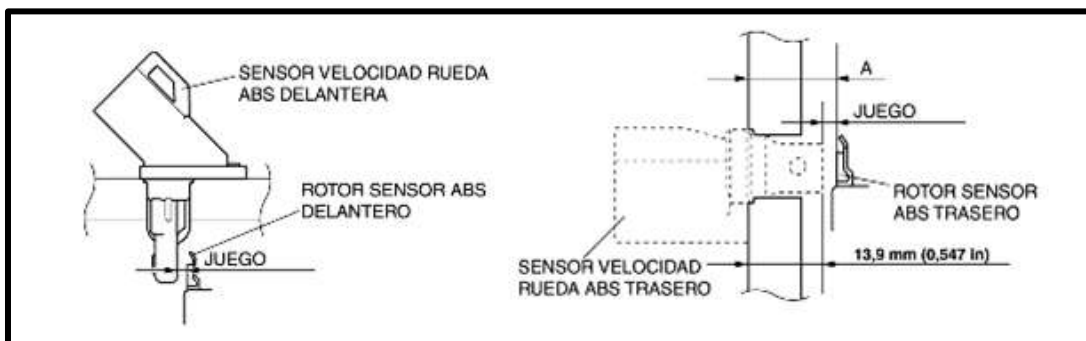 SENSOR VELOCIDAD RUEDA
ABS DELANTERA
ROTOR SENSOR ABS
DELANTERO
JUEGO
A
JUEGO
ROTOR SENSOR
ABS TRASERO
SENSOR VELOCIDAD
RUEDA ABS TRASERO
13,9 mm (0,547 in)